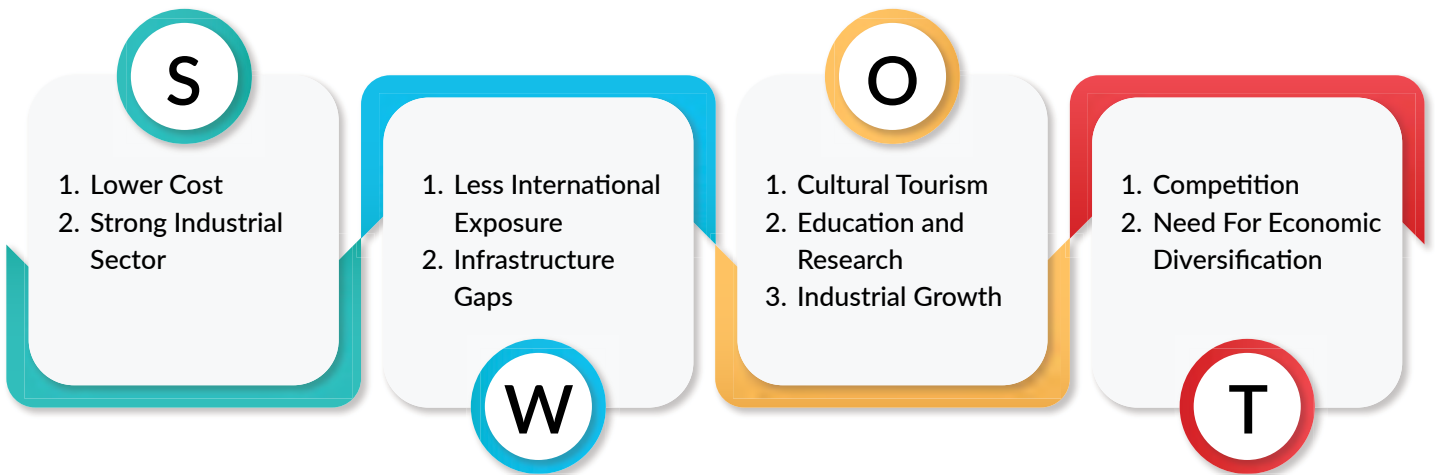 S
1. Lower Cost
2. Strong Industrial
Sector
1. Less International
Exposure
2. Infrastructure
Gaps
W
O
1. Cultural Tourism
2. Education and
Research
3. Industrial Growth
1. Competition
2. Need For Economic
Diversification
T